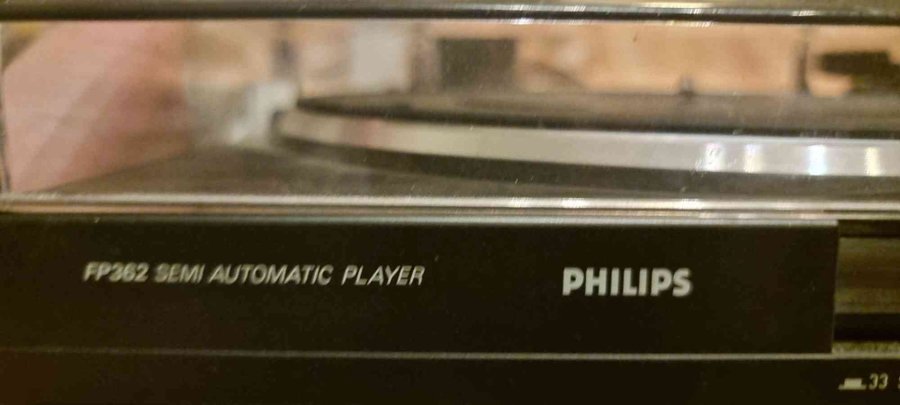 FP362 SEMI AUTOMATIC PLAYER
PHILIPS
33